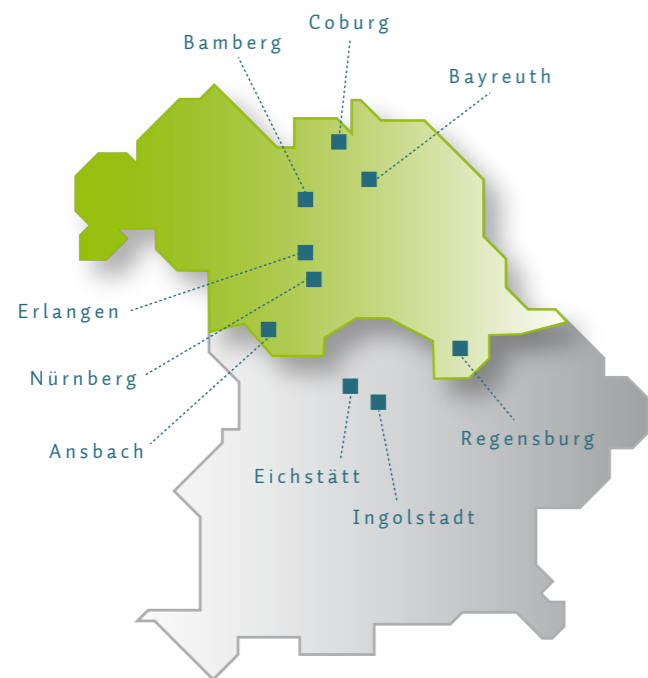 Coburg
Bamberg
Bayreuth
Erlangen
Nürnberg
Ansbach
Regensburg
Eichstätt
Ingolstadt